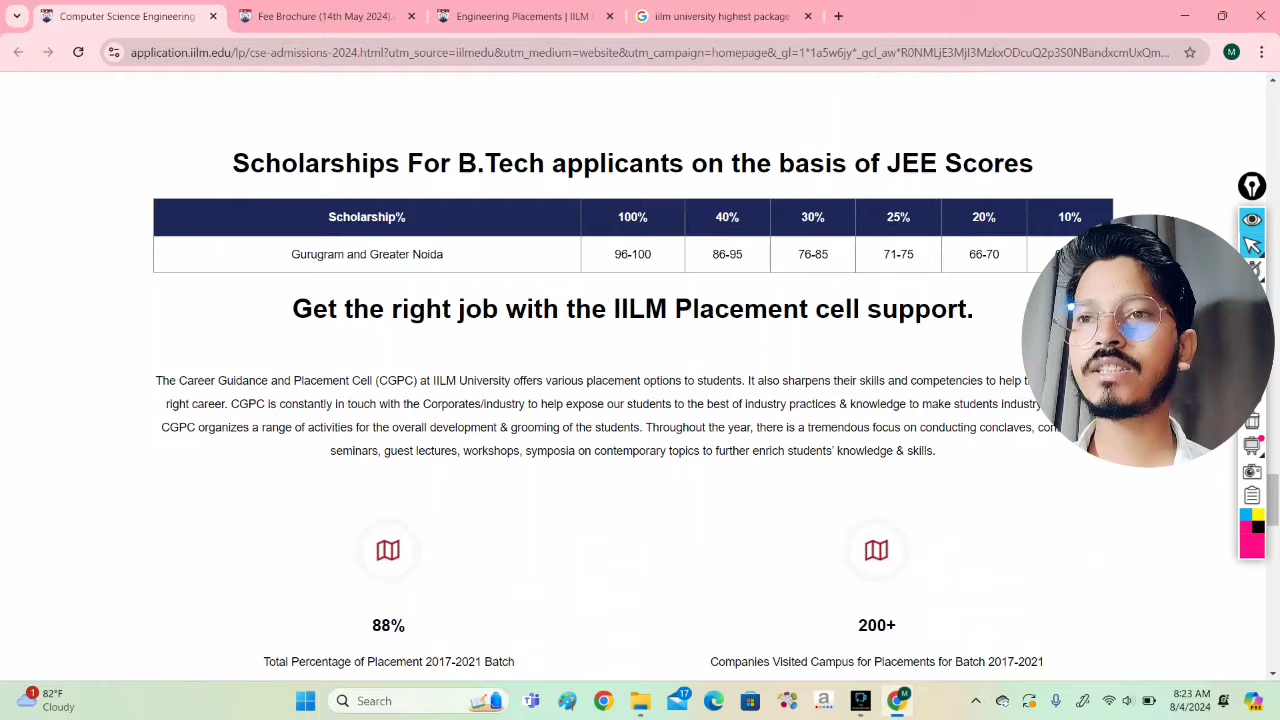 Computer Science Engineering
Fee Brochure (14th May 2024).c
Engineering Placements | IILM
iilm university highest package
application.iilm.edu/lp/cse-admissions-2024.html?utm_source=iilmedu&utm_medium=website&utm_campaign=homepage&_gl=1*1a5w6jy*_gcl_aw*R0NMLjE3MjI3MzkxODcuQ2p3S0NBandxcmUxQm...
M
Scholarships For B.Tech applicants on the basis of JEE Scores
Scholarship% 100% 40% 30% 25% 20% 10%
Gurugram and Greater Noida 96-100 86-95 76-85 71-75 66-70
Get the right job with the IILM Placement cell support.
The Career Guidance and Placement Cell (CGPC) at IILM University offers various placement options to students. It also sharpens their skills and competencies to help
right career. CGPC is constantly in touch with the Corporates/industry to help expose our students to the best of industry practices & knowledge to make students industry
CGPC organizes a range of activities for the overall development & grooming of the students. Throughout the year, there is a tremendous focus on conducting conclaves,
seminars, guest lectures, workshops, symposia on contemporary topics to further enrich students' knowledge & skills.
88% 200+
Total Percentage of Placement 2017-2021 Batch Companies Visited Campus for Placements for Batch 2017-2021
1
82°F
Cloudy
Search
17
a
M
8:23 AM
8/4/2024